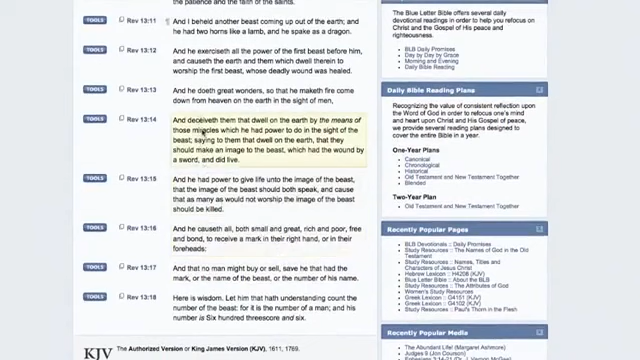 the patience and the faith of the saints.
TOOLS Rev 13:11 ¶ And I beheld another beast coming up out of the earth; and
he had two horns like a lamb, and he spake as a dragon.
TOOLS Rev 13:12 And he exerciseth all the power of the first beast before him,
and causeth the earth and them which dwell therein to
worship the first beast, whose deadly wound was healed.
TOOLS Rev 13:13 And he doeth great wonders, so that he maketh fire come
down from heaven on the earth in the sight of men,
TOOLS Rev 13:14 And deceiveth them that dwell on the earth by the means of
those miracles which he had power to do in the sight of the
beast; saying to them that dwell on the earth, that they
should make an image to the beast, which had the wound by
a sword, and did live.
TOOLS Rev 13:15 And he had power to give life unto the image of the beast,
that the image of the beast should both speak, and cause
that as many as would not worship the image of the beast
should be killed.
TOOLS Rev 13:16 And he causeth all, both small and great, rich and poor, free
and bond, to receive a mark in their right hand, or in their
foreheads:
TOOLS Rev 13:17 And that no man might buy or sell, save he that had the
mark, or the name of the beast, or the number of his name.
TOOLS Rev 13:18 Here is wisdom. Let him that hath understanding count the
number of the beast: for it is the number of a man; and his
number is Six hundred threescore and six.
KJV The Authorized Version or King James Version (KJV), 1611, 1769.
The Blue Letter Bible offers several daily
devotional readings in order to help you refocus on
Christ and the Gospel of His peace and
righteousness.
BLB Daily Promises
Day by Day by Grace
Morning and Evening
Daily Bible Reading
Daily Bible Reading Plans
Recognizing the value of consistent reflection upon
the Word of God in order to refocus one's mind
and heart upon Christ and His Gospel of peace,
we provide several reading plans designed to
cover the entire Bible in a year.
One-Year Plans
Canonical
Chronological
Historical
Old Testament and New Testament Together
Blended
Two-Year Plan
Old Testament and New Testament Together
Recently Popular Pages
BLB Devotionals :: Daily Promises
Study Resources :: The Names of God in the Old
Testament
Study Resources :: Names, Titles, and
Characters of Jesus Christ
Hebrew Lexicon :: H4208 (KJV)
Blue Letter Bible :: About the BLB
Study Resources :: The Attributes of God
Women's Study Resources
Greek Lexicon :: G4151 (KJV)
Greek Lexicon :: G4102 (KJV)
Study Resources :: Paul's Thorn in the Flesh
Recently Popular Media
The Abundant Life! (Margaret Ashmore)
Judges 9 (Jon Courson)